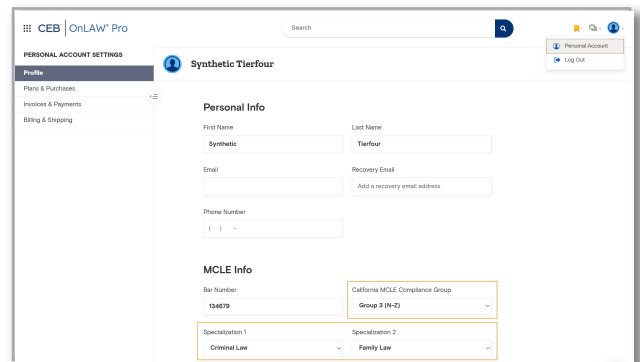 CEB OnLAW® Pro
Search
Personal Account
Log Out
PERSONAL ACCOUNT SETTINGS
Profile
Plans & Purchases
Invoices & Payments
Billing & Shipping
Synthetic Tierfour
Personal Info
First Name Last Name
Synthetic Tierfour
Email Recovery Email
Add a recovery email address
Phone Number
( ) -
MCLE Info
Bar Number California MCLE Compliance Group
134679 Group 3 (N-Z)
Specialization 1 Specialization 2
Criminal Law Family Law